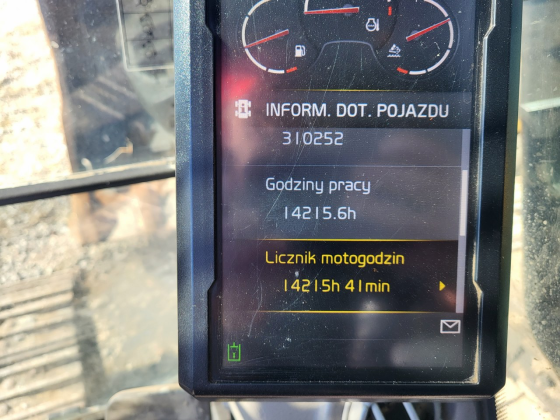 INFORM. DOT. POJAZDU
310252
Godziny pracy
14215.6h
Licznik motogodzin
14215h 41min